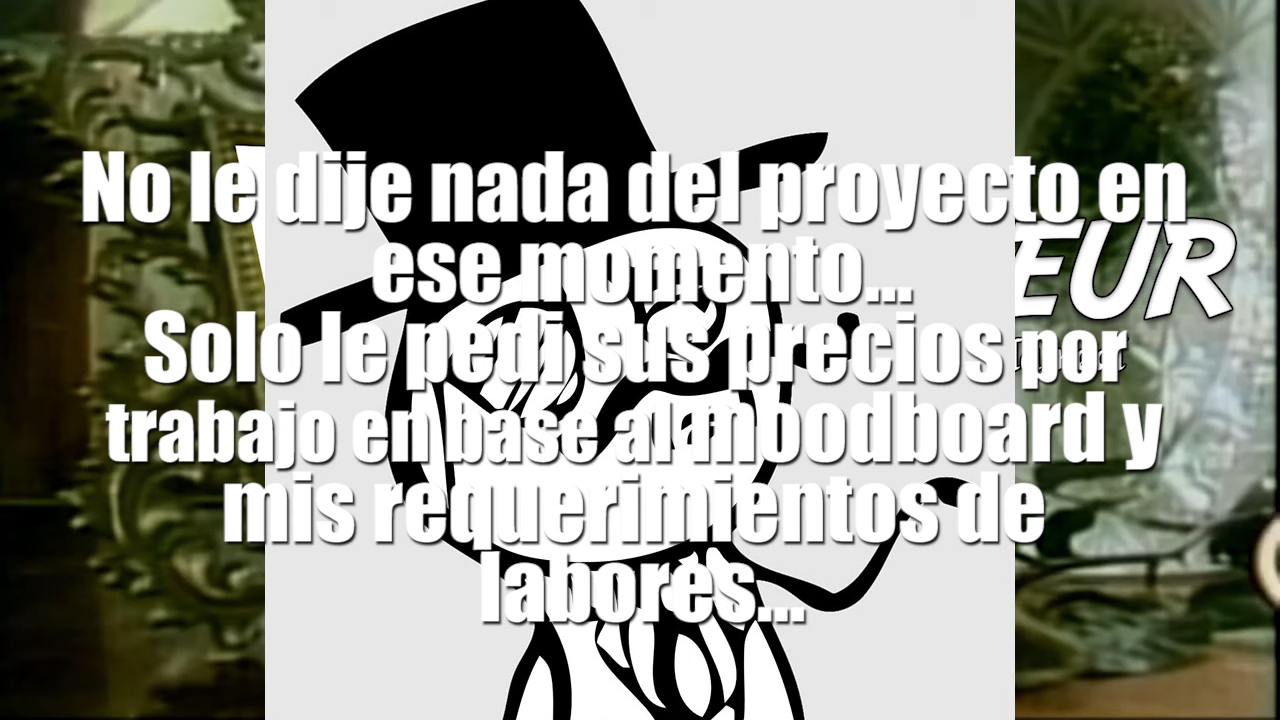 No le dije nada del proyecto en
ese momento...
Solo le pedi sus precios por
trabajo en base al moodboard y
mis requerimientos de
labores...
EUR